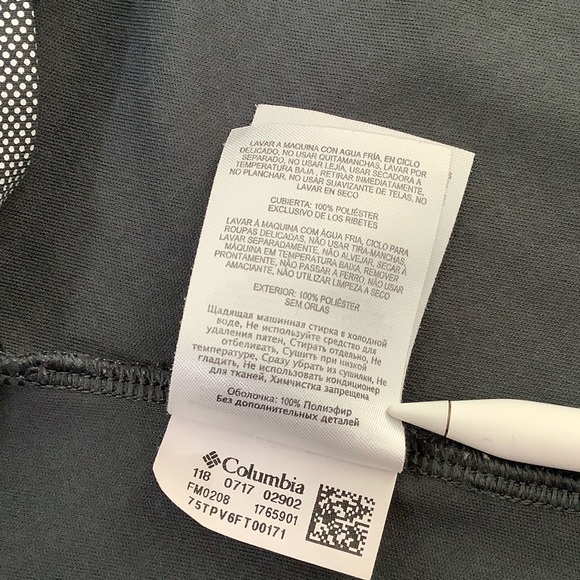 LAVAR A MAQUINA CON AGUA FRÍA, EN CICLO
DELICADO, NO USAR QUITAMANCHAS, LAVAR POR
SEPARADO, NO USAR LEJÍA, USAR SECADORA A
TEMPERATURA BAJA, RETIRAR INMEDIATAMENTE,
NO PLANCHAR, NO USAR SUAVIZANTE DE TELAS, NO
LAVAR EN SECO
CUBIERTA: 100% POLIÉSTER
EXCLUSIVO DE LOS RIBETES
LAVAR À MÁQUINA COM ÁGUA FRIA, CICLO PARA
ROUPAS DELICADAS, NÃO USAR TIRA-MANCHAS,
LAVAR SEPARADAMENTE, NÃO ALVEJAR, SECAR À
MÁQUINA EM TEMPERATURA BAIXA, REMOVER
PRONTAMENTE, NÃO PASSAR A FERRO, NÃO USAR
AMACIANTE, NÃO UTILIZAR LIMPEZA A SECO
EXTERIOR: 100% POLIÉSTER
SEM ORLAS
Щадящая машинная стирка в холодной
воде, Не используйте средство для
удаления пятен, Стирать отдельно, Не
отбеливать, Сушить при низкой
температуре, Сразу убрать из сушилки, Не
гладить, Не использовать кондиционер
для тканей, Химчистка запрещена
Оболочка: 100% Полиэфир
Без дополнительных деталей
Columbia
118 0717 02902
FM0208 1765901
75TPV6FT00171